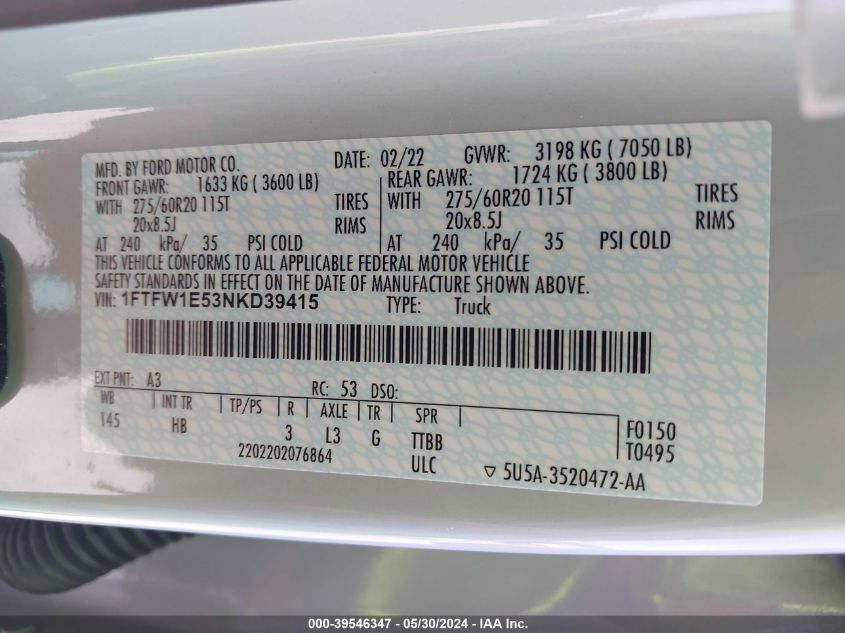 MFD. BY FORD MOTOR CO. DATE: 02/22 GVWR: 3198 KG ( 7050 LB)
FRONT GAWR: 1633 KG ( 3600 LB) REAR GAWR: 1724 KG ( 3800 LB)
WITH 275/60R20 115T TIRES WITH 275/60R20 115T TIRES
20x8.5J RIMS 20x8.5J RIMS
AT 240 kPa/ 35 PSI COLD AT 240 kPa/ 35 PSI COLD
THIS VEHICLE CONFORMS TO ALL APPLICABLE FEDERAL MOTOR VEHICLE
SAFETY STANDARDS IN EFFECT ON THE DATE OF MANUFACTURE SHOWN ABOVE.
VIN: 1FTFW1E53NKD39415 TYPE: Truck
EXT PNT: A3 RC: 53 DSO:
WB INT TR TP/PS R AXLE TR SPR F0150
145 HB 3 L3 G TTBB T0495
2202202076864 ULC 5U5A-3520472-AA
000-39546347 - 05/30/2024 - IAA Inc.